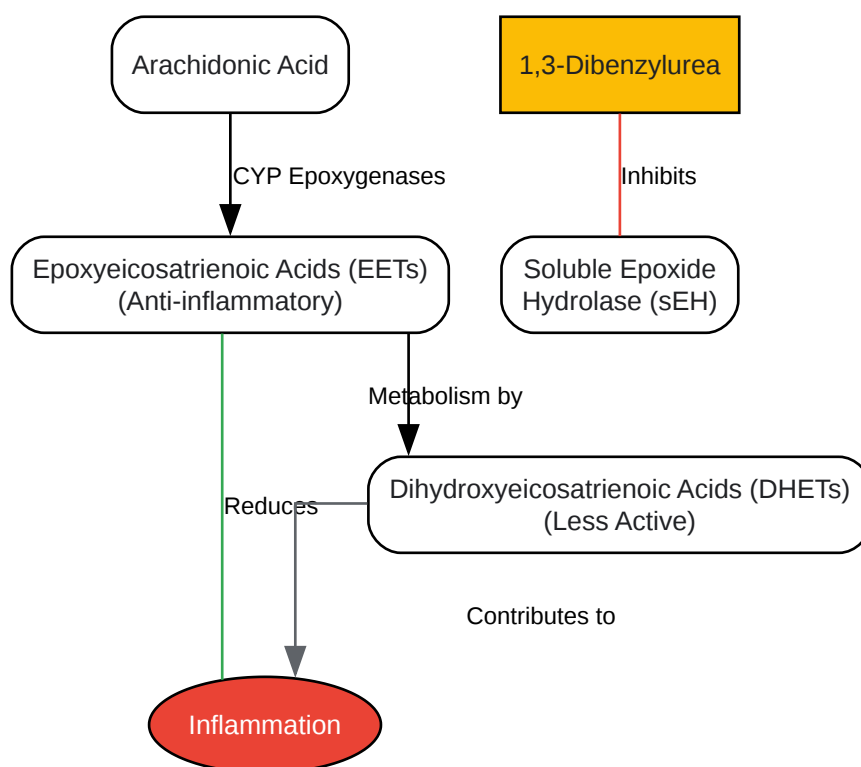 Arachidonic Acid
1,3-Dibenzylurea
CYP Epoxygenases
Inhibits
Epoxyeicosatrienoic Acids (EETs)
(Anti-inflammatory)
Soluble Epoxide
Hydrolase (sEH)
Metabolism by
Dihydroxyeicosatrienoic Acids (DHETs)
(Less Active)
Reduces
Contributes to
Inflammation